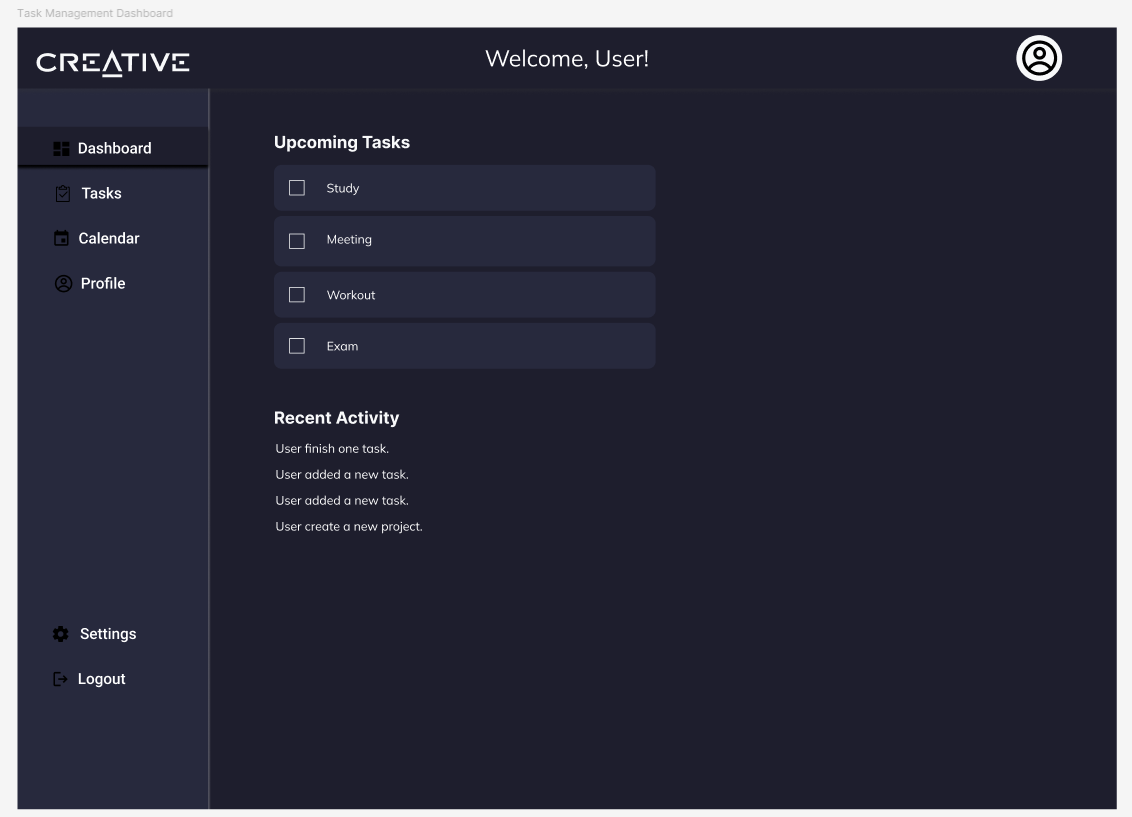 Task Management Dashboard
CREATIVE
Welcome, User!
Dashboard
Tasks
Calendar
Profile
Settings
Logout
Upcoming Tasks
Study
Meeting
Workout
Exam
Recent Activity
User finish one task.
User added a new task.
User added a new task.
User create a new project.